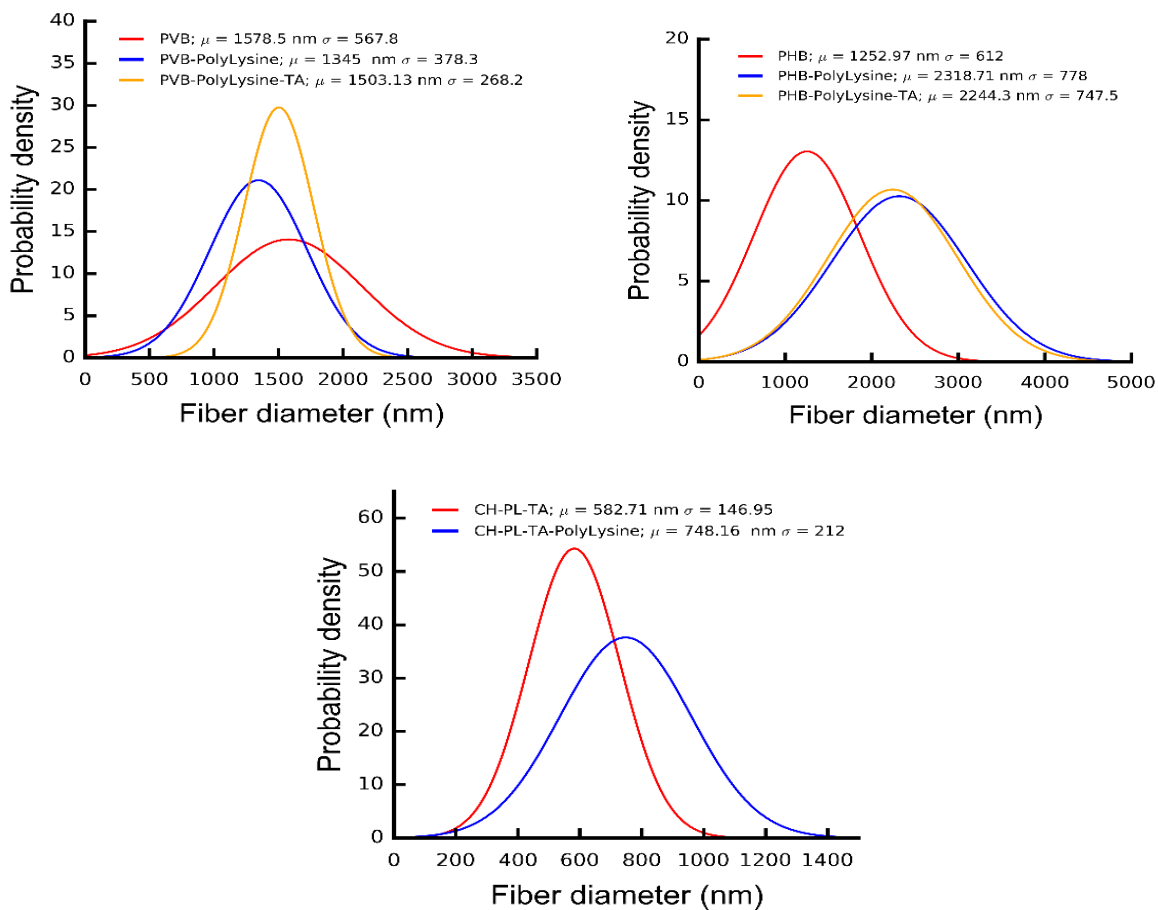 40
35
30
25
20
15
10
5
0
Probability density
PVB; μ = 1578.5 nm σ = 567.8
PVB-PolyLysine; μ = 1345 nm σ = 378.3
PVB-PolyLysine-TA; μ = 1503.13 nm σ = 268.2
0 500 1000 1500 2000 2500 3000 3500
Fiber diameter (nm)
20
15
10
5
0
Probability density
PHB; μ = 1252.97 nm σ = 612
PHB-PolyLysine; μ = 2318.71 nm σ = 778
PHB-PolyLysine-TA; μ = 2244.3 nm σ = 747.5
0 1000 2000 3000 4000 5000
Fiber diameter (nm)
60
50
40
30
20
10
0
Probability density
CH-PL-TA; μ = 582.71 nm σ = 146.95
CH-PL-TA-PolyLysine; μ = 748.16 nm σ = 212
0 200 400 600 800 1000 1200 1400
Fiber diameter (nm)